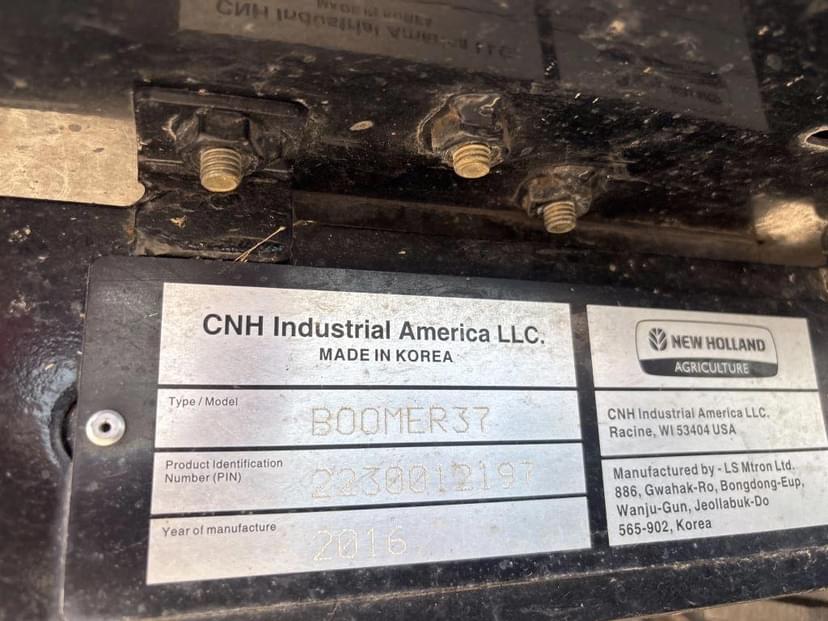 CNH Industrial America LLC.
MADE IN KOREA
Type / Model
BOOMER37
Product Identification
Number (PIN)
2230012197
Year of manufacture
2016
NEW HOLLAND
AGRICULTURE
CNH Industrial America LLC.
Racine, WI 53404 USA
Manufactured by - LS Mtron Ltd.
886, Gwahak-Ro, Bongdong-Eup,
Wanju-Gun, Jeollabuk-Do
565-902, Korea